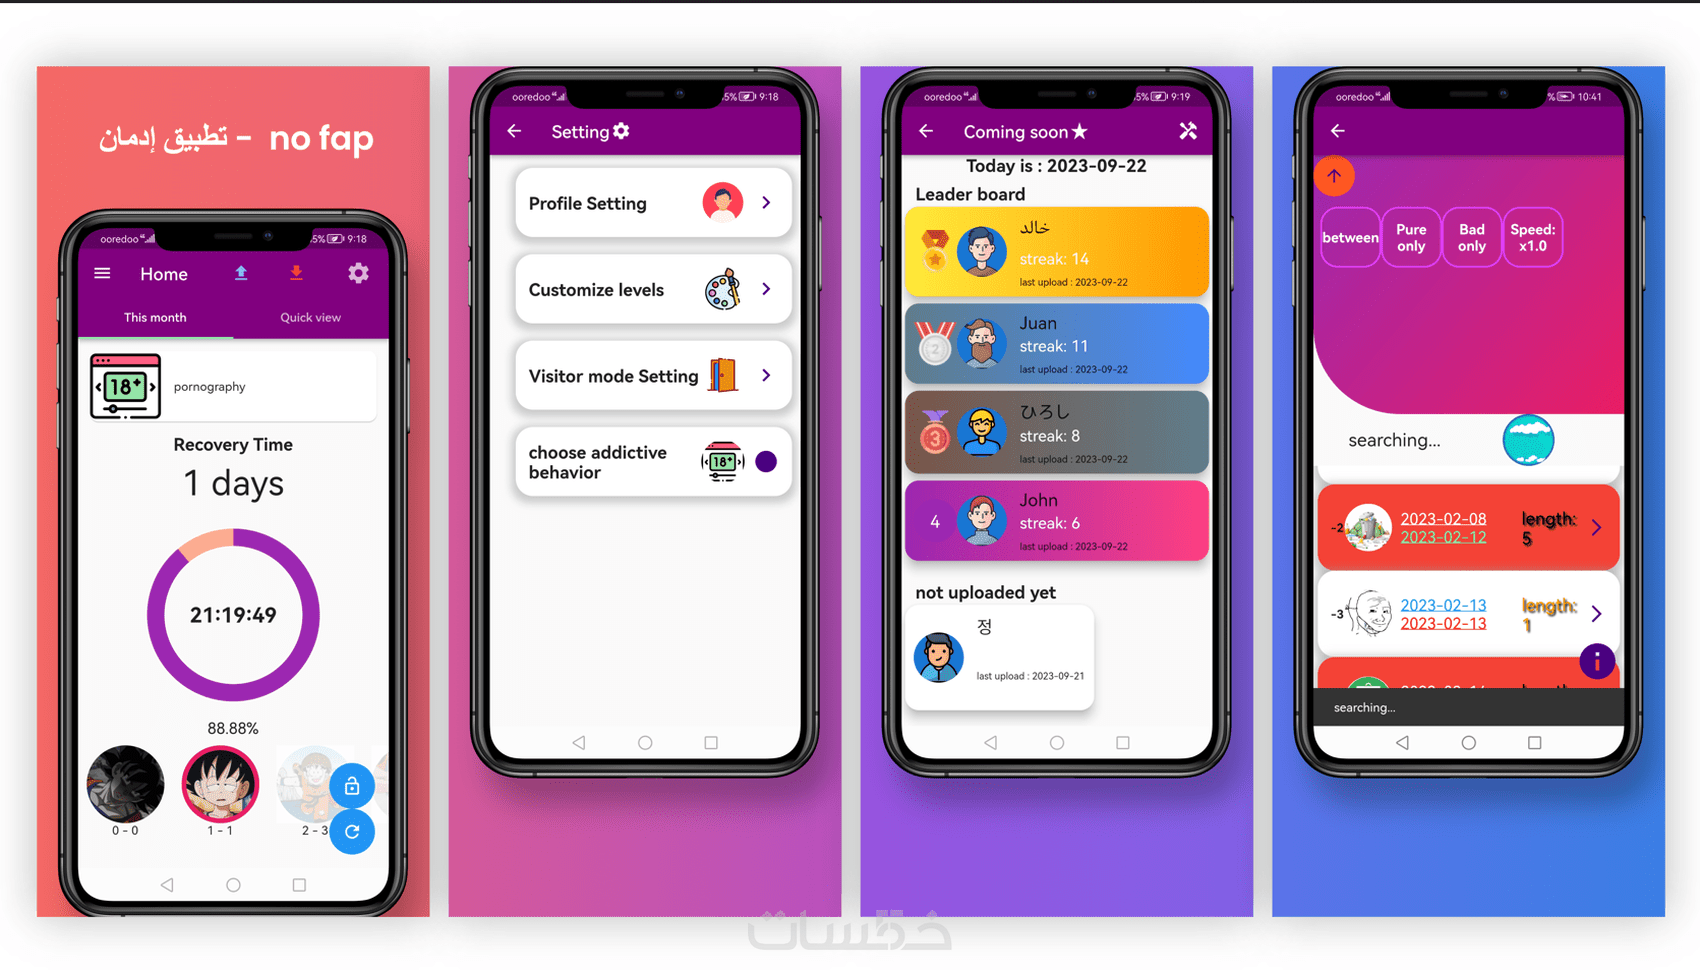 no fap - تطبيق إدمان
ooredoo
5%
9:18
Home
This month
Quick view
18+
pornography
Recovery Time
1 days
21:19:49
88.88%
0 - 0
1 - 1
2 - 3
ooredoo
5%
9:18
Setting
Profile Setting
Customize levels
Visitor mode Setting
choose addictive
behavior
18+
ooredoo
5%
9:19
Coming soon
Today is : 2023-09-22
Leader board
خالد
streak: 14
last upload : 2023-09-22
2
Juan
streak: 11
last upload : 2023-09-22
3
ひろし
streak: 8
last upload : 2023-09-22
4
John
streak: 6
last upload : 2023-09-22
not uploaded yet
정
last upload : 2023-09-21
ooredoo
%
10:41
between
Pure
only
Bad
only
Speed:
x1.0
searching...
-2
2023-02-08
2023-02-12
length:
5
-3
2023-02-13
2023-02-13
length:
1
i
searching...
خمسات